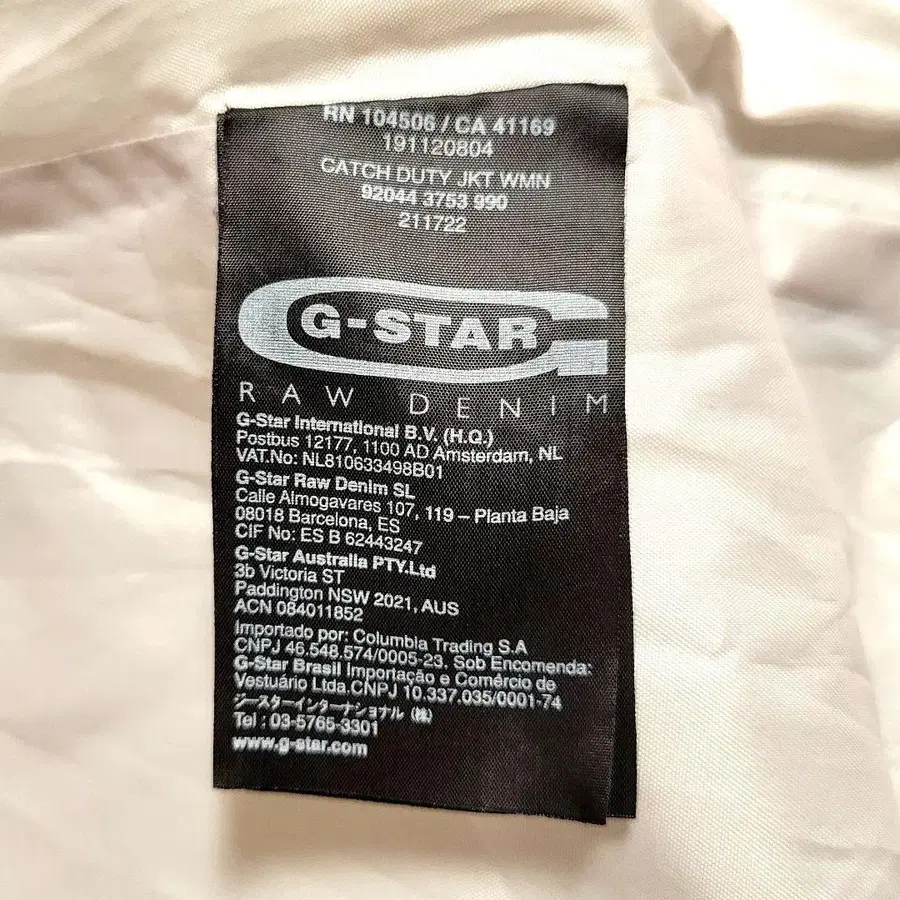 RN 104506 / CA 41169
191120804
CATCH DUTY JKT WMN
92044 3753 990
211722
G-STAR
RAW DENIM
G-Star International B.V. (H.Q.)
Postbus 12177, 1100 AD Amsterdam, NL
VAT.No: NL810633498B01
G-Star Raw Denim SL
Calle Almogavares 107, 119 – Planta Baja
08018 Barcelona, ES
CIF No: ES B 62443247
G-Star Australia PTY.Ltd
3b Victoria ST
Paddington NSW 2021, AUS
ACN 084011852
Importado por: Columbia Trading S.A
CNPJ 46.548.574/0005-23. Sob Encomenda:
G-Star Brasil Importação e Comércio de
Vestuário Ltda.CNPJ 10.337.035/0001-74
ジースターインターナショナル (株)
Tel : 03-5765-3301
www.g-star.com